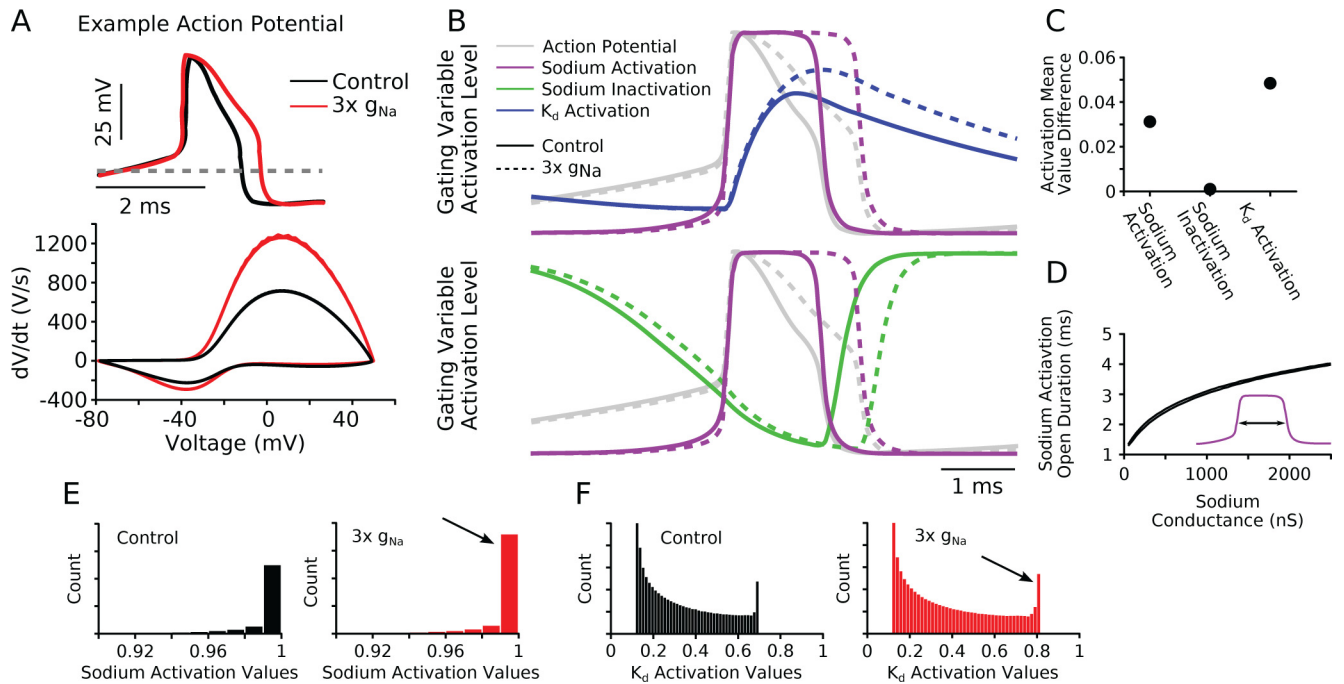 A
Example Action Potential
Control
3x gNa
25 mV
2 ms
dV/dt (V/s)
1200
800
400
0
-400
-80
-40
0
40
Voltage (mV)
B
Gating Variable
Activation Level
Action Potential
Sodium Activation
Sodium Inactivation
Kd Activation
Control
3x gNa
Gating Variable
Activation Level
1 ms
C
Activation Mean
Value Difference
0.06
0.04
0.02
0
Sodium
Activation
Sodium
Inactivation
Kd Activation
D
Sodium Actiavtion
Open Duration (ms)
5
4
3
2
1
0
1000
2000
Sodium
Conductance (nS)
E
Control
Count
0.92
0.96
1
Sodium Activation Values
3x gNa
Count
0.92
0.96
1
Sodium Activation Values
F
Control
Count
0
0.2
0.4
0.6
0.8
1
Kd Activation Values
3x gNa
Count
0
0.2
0.4
0.6
0.8
1
Kd Activation Values